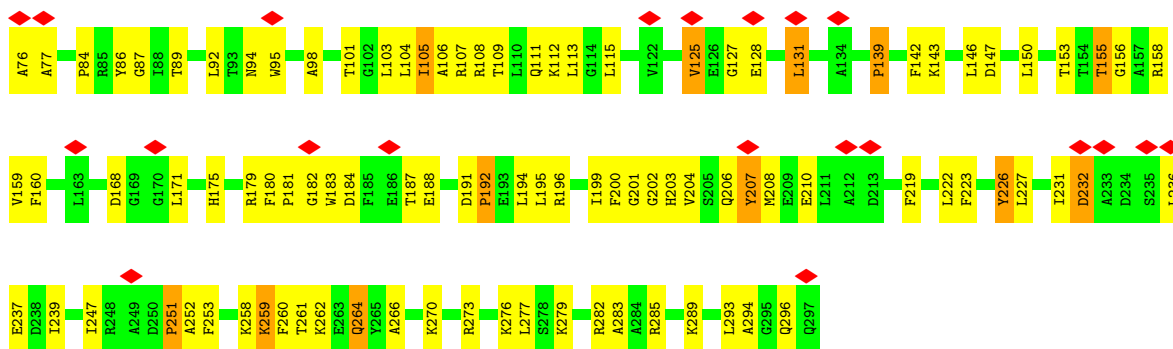 A76 A77 P84 R85 Y86 G87 I88 T89 L92 T93 N94 W95 A98 T101 G102 L103 L104 I105 A106 R107 R108 T109 L110 Q111 K112 L113 G114 L115 V122 V125 E126 G127 E128 L131 A134 P139 F142 K143 L146 D147 L150 T153 T154 T155 G156 A157 R158
V159 F160 L163 D168 G169 G170 L171 H175 R179 F180 P181 G182 W183 D184 F185 E186 T187 E188 D191 P192 E193 L194 L195 R196 I199 F200 G201 G202 H203 V204 S205 Q206 Y207 M208 E209 E210 L211 A212 D213 F219 L222 F223 Y226 L227 I231 D232 A233 D234 S235 L236
E237 D238 I239 I247 R248 A249 D250 P251 A252 F253 K258 K259 F260 T261 K262 E263 Q264 Y265 A266 K270 R273 K276 L277 S278 K279 R282 A283 A284 R285 K289 L293 A294 G295 Q296 Q297